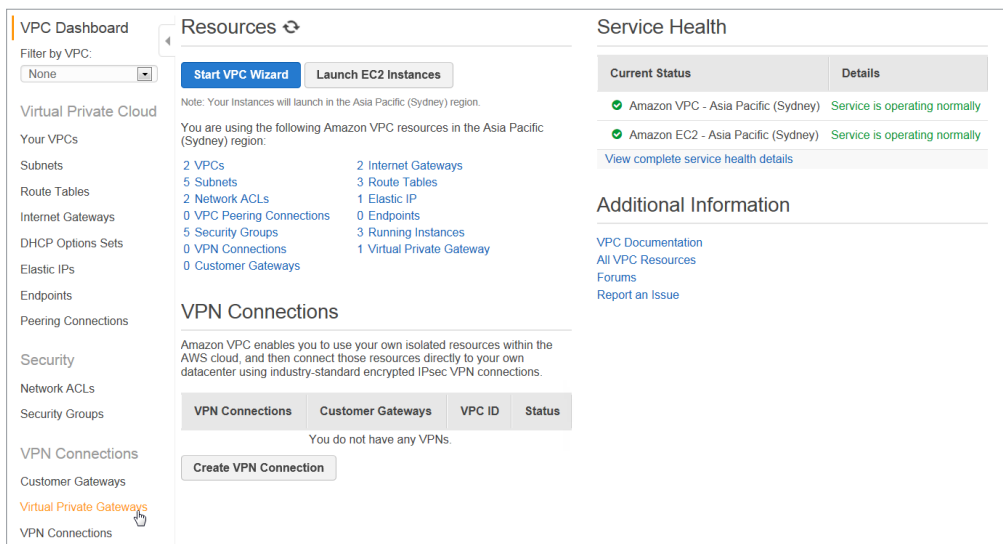 VPC Dashboard
Filter by VPC:
None
Virtual Private Cloud
Your VPCs
Subnets
Route Tables
Internet Gateways
DHCP Options Sets
Elastic IPs
Endpoints
Peering Connections
Security
Network ACLs
Security Groups
VPN Connections
Customer Gateways
Virtual Private Gateways
VPN Connections
Resources
Start VPC Wizard
Launch EC2 Instances
Note: Your Instances will launch in the Asia Pacific (Sydney) region.
You are using the following Amazon VPC resources in the Asia Pacific
(Sydney) region:
2 VPCs
5 Subnets
2 Network ACLs
0 VPC Peering Connections
5 Security Groups
0 VPN Connections
0 Customer Gateways
2 Internet Gateways
3 Route Tables
1 Elastic IP
0 Endpoints
3 Running Instances
1 Virtual Private Gateway
VPN Connections
Amazon VPC enables you to use your own isolated resources within the
AWS cloud, and then connect those resources directly to your own
datacenter using industry-standard encrypted IPsec VPN connections.
VPN Connections Customer Gateways VPC ID Status
You do not have any VPNs.
Create VPN Connection
Service Health
Current Status Details
Amazon VPC - Asia Pacific (Sydney) Service is operating normally
Amazon EC2 - Asia Pacific (Sydney) Service is operating normally
View complete service health details
Additional Information
VPC Documentation
All VPC Resources
Forums
Report an Issue